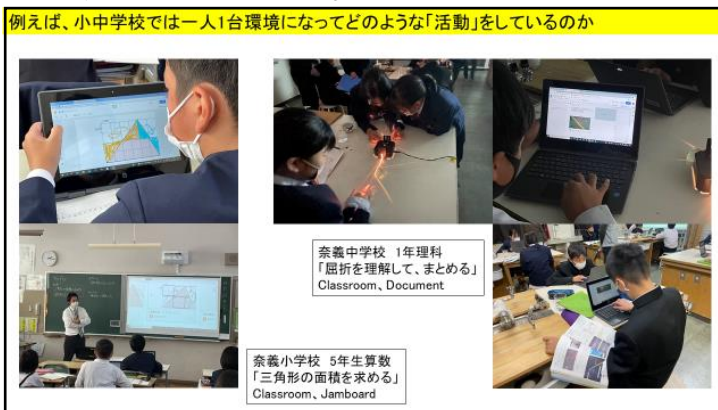 例えば、小中学校では一人1台環境になってどのような「活動」をしているのか
奈義中学校　1年理科
「屈折を理解して、まとめる」
Classroom、Document
奈義小学校　5年生算数
「三角形の面積を求める」
Classroom、Jamboard